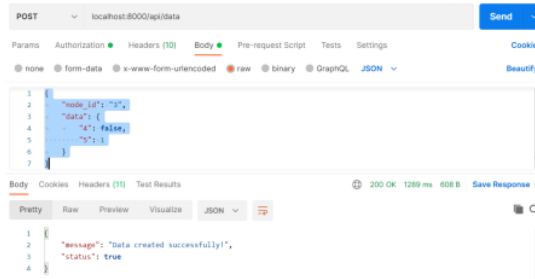 POST localhost:8000/api/data Send
Params Authorization Headers (10) Body Pre-request Script Tests Settings Cookie
none form-data x-www-form-urlencoded raw binary GraphQL JSON Beautif
1 {
2 "node_id": "3",
3 "data": {
4 "4": false,
5 "5": 1
6 }
7 }
Body Cookies Headers (11) Test Results 200 OK 1289 ms 608 B Save Response
Pretty Raw Preview Visualize JSON
1 {
2 "message": "Data created successfully!",
3 "status": true
4 }